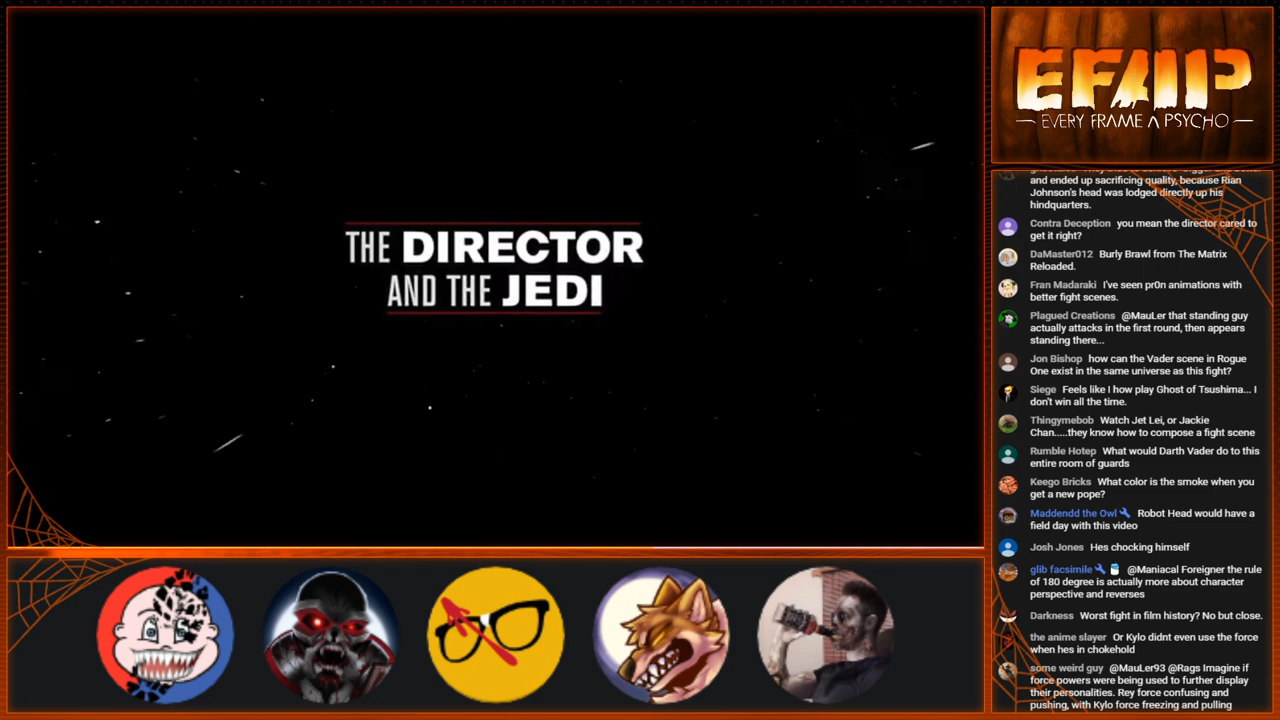 THE DIRECTOR
AND THE JEDI
EFAP
EVERY FRAME A PSYCHO
and ended up sacrificing quality, because Rian
Johnson's head was lodged directly up his
hindquarters.
Contra Deception you mean the director cared to
get it right?
DaMaster012 Burly Brawl from The Matrix
Reloaded.
Fran Madaraki I've seen pr0n animations with
better fight scenes.
Plagued Creations @MauLer that standing guy
actually attacks in the first round, then appears
standing there...
Jon Bishop how can the Vader scene in Rogue
One exist in the same universe as this fight?
Siege Feels like I how play Ghost of Tsushima... I
don't win all the time.
Thingymebob Watch Jet Lei, or Jackie
Chan.....they know how to compose a fight scene
Rumble Hotep What would Darth Vader do to this
entire room of guards
Keego Bricks What color is the smoke when you
get a new pope?
Maddendd the Owl Robot Head would have a
field day with this video
Josh Jones Hes chocking himself
glib facsimile @Maniacal Foreigner the rule
of 180 degree is actually more about character
perspective and reverses
Darkness Worst fight in film history? No but close.
the anime slayer Or Kylo didnt even use the force
when hes in chokehold
some weird guy @MauLer93 @Rags Imagine if
force powers were being used to further display
their personalities. Rey force confusing and
pushing, with Kylo force freezing and pulling